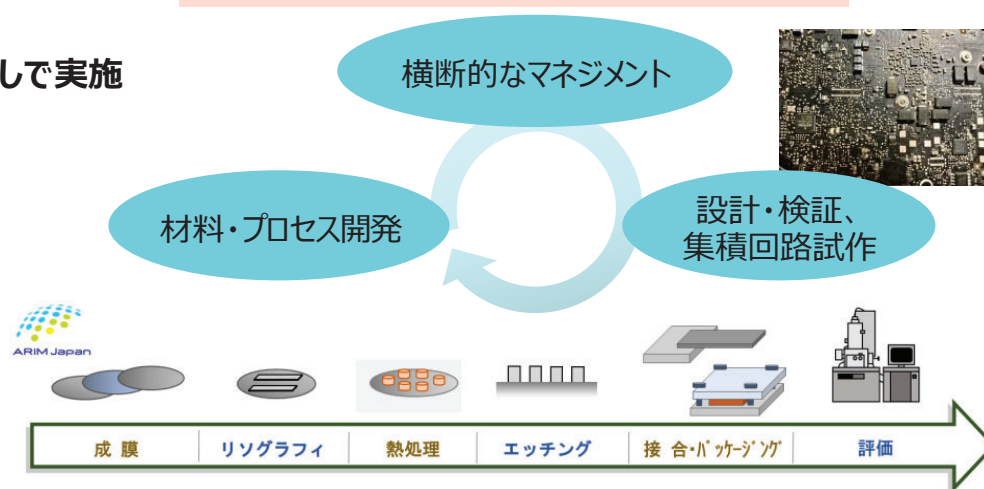 しで実施
横断的なマネジメント
材料・プロセス開発
設計・検証、
集積回路試作
ARIM Japan
成膜
リソグラフィ
熱処理
エッチング
接合・パッケージング
評価